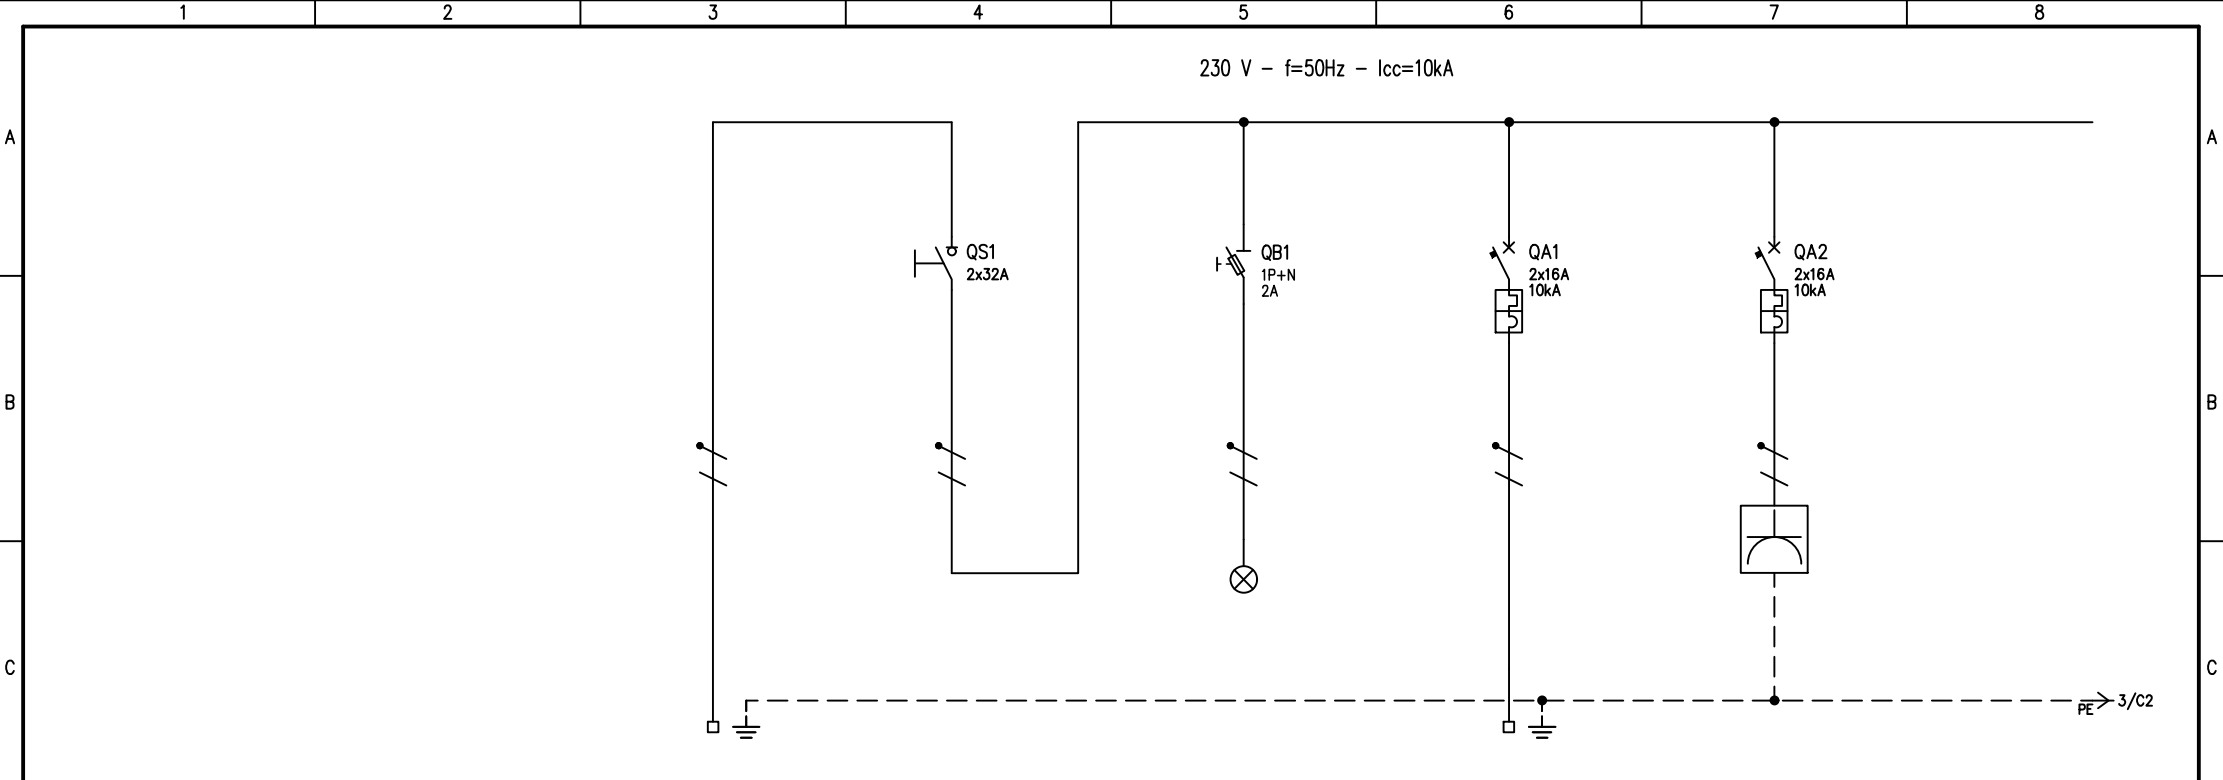 1 2 3 4 5 6 7 8
230 V – f=50Hz – Icc=10kA
A A
QS1
2x32A
QB1
1P+N
2A
QA1
2x16A
10kA
QA2
2x16A
10kA
B B
C C
PE 3/C2